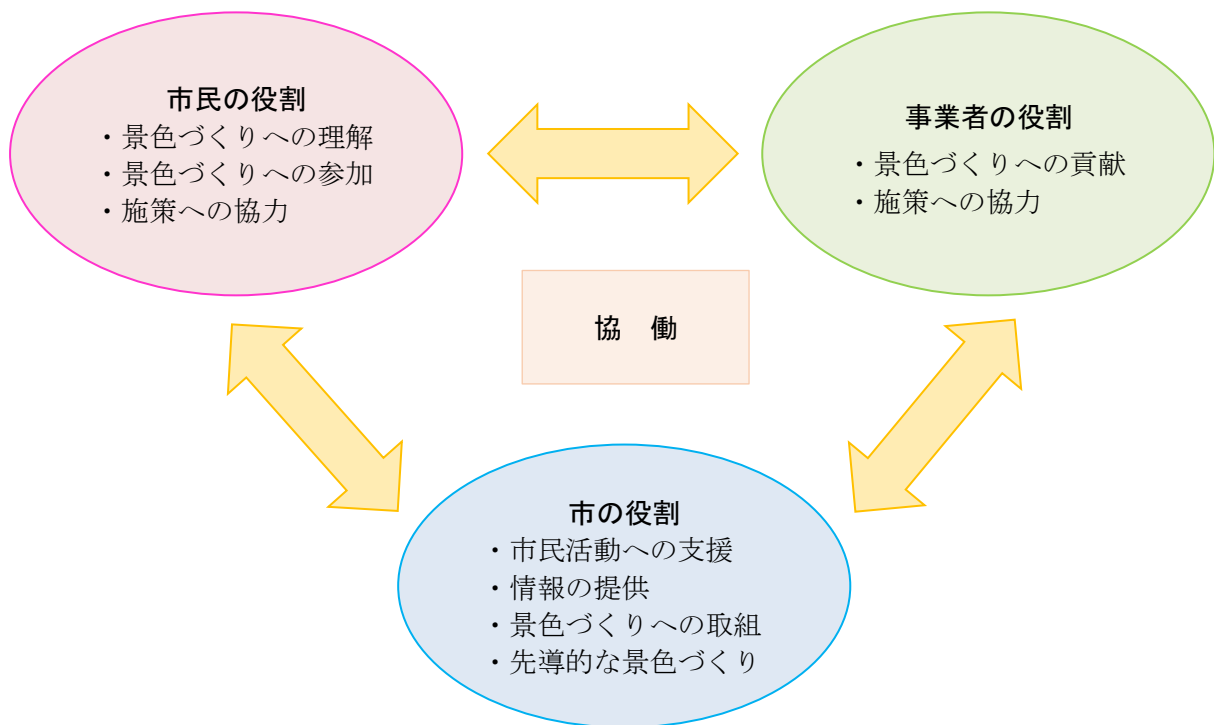 市民の役割
・景色づくりへの理解
・景色づくりへの参加
・施策への協力
事業者の役割
・景色づくりへの貢献
・施策への協力
協　働
市の役割
・市民活動への支援
・情報の提供
・景色づくりへの取組
・先導的な景色づくり